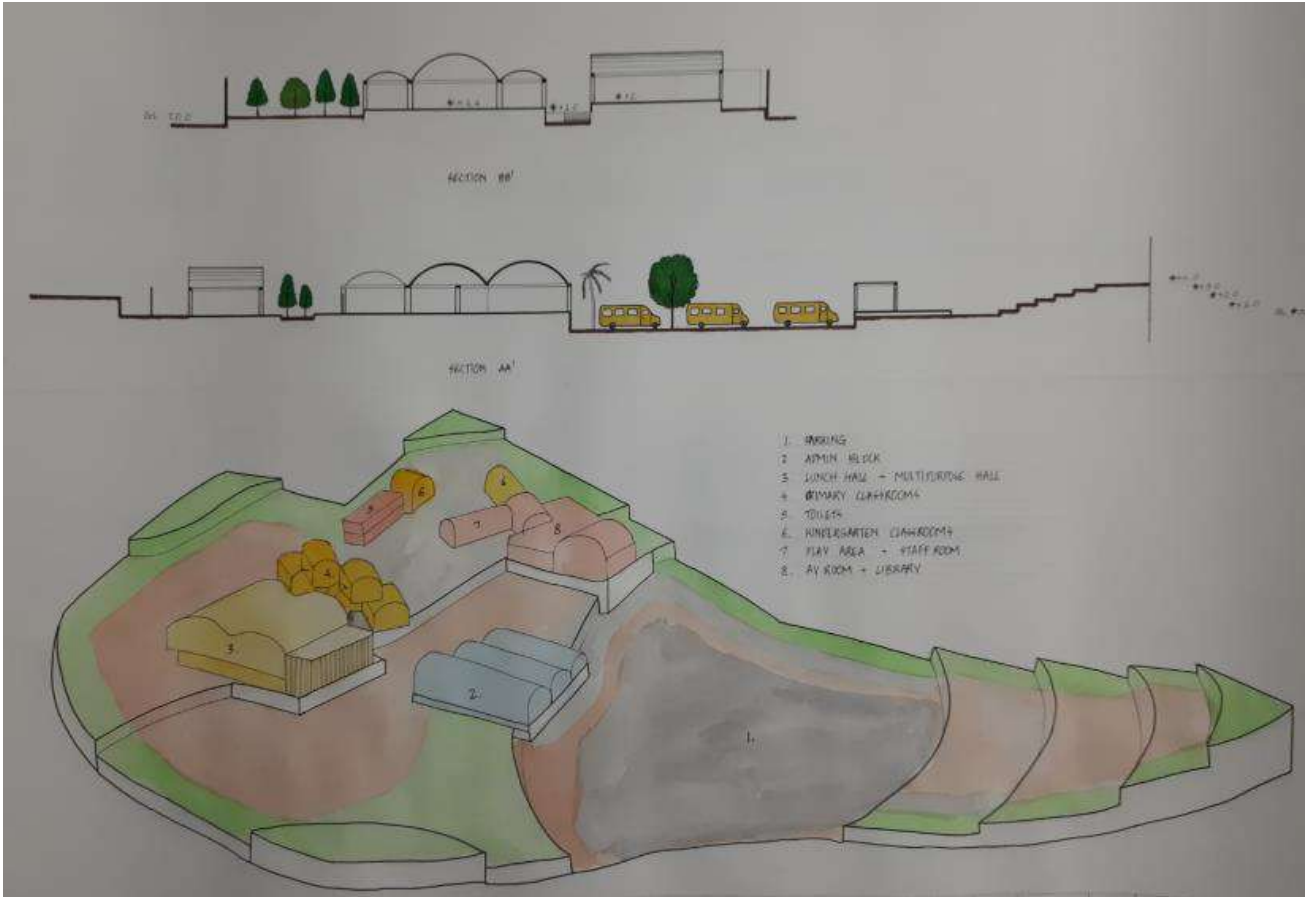 SECTION BB'
SECTION AA'
1. PARKING
2 ADMIN BLOCK
3 LUNCH HALL + MULTIPURPOSE HALL
4 PRIMARY CLASSROOMS
5. TOILETS
6. KINDERGARTEN CLASSROOMS
7 PLAY AREA + STAFF ROOM
8. AV ROOM + LIBRARY
6
6
5
7
8
4
3.
2.
1.